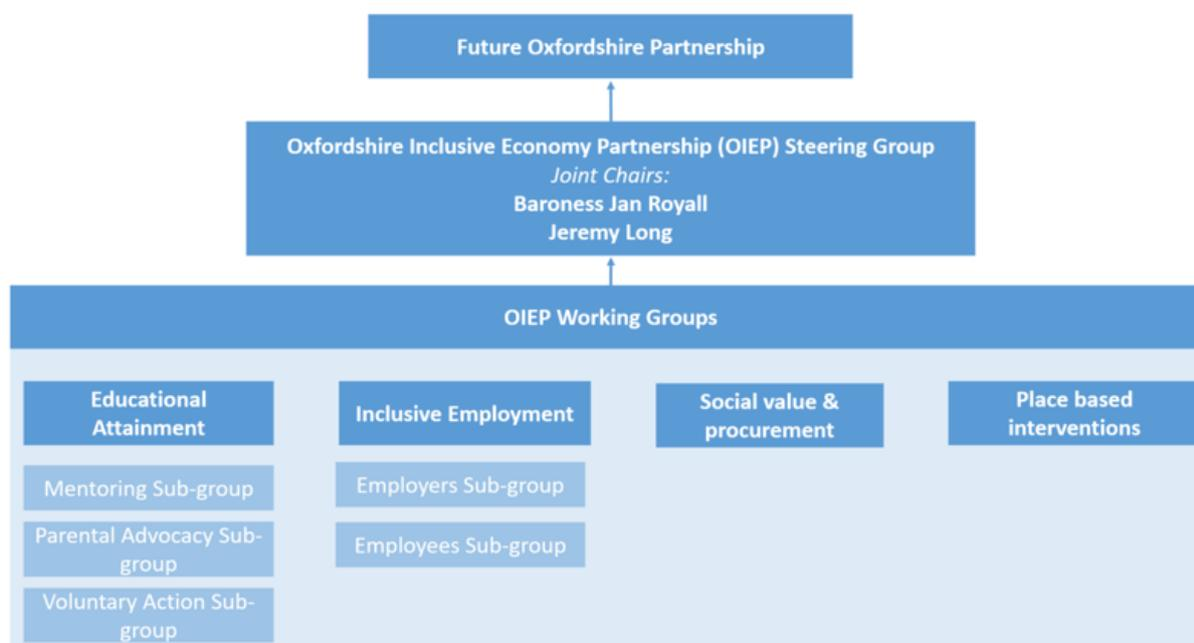 Future Oxfordshire Partnership
Oxfordshire Inclusive Economy Partnership (OIEP) Steering Group
Joint Chairs:
Baroness Jan Royall
Jeremy Long
OIEP Working Groups
Educational
Attainment
Mentoring Sub-group
Parental Advocacy Sub-
group
Voluntary Action Sub-
group
Inclusive Employment
Employers Sub-group
Employees Sub-group
Social value &
procurement
Place based
interventions